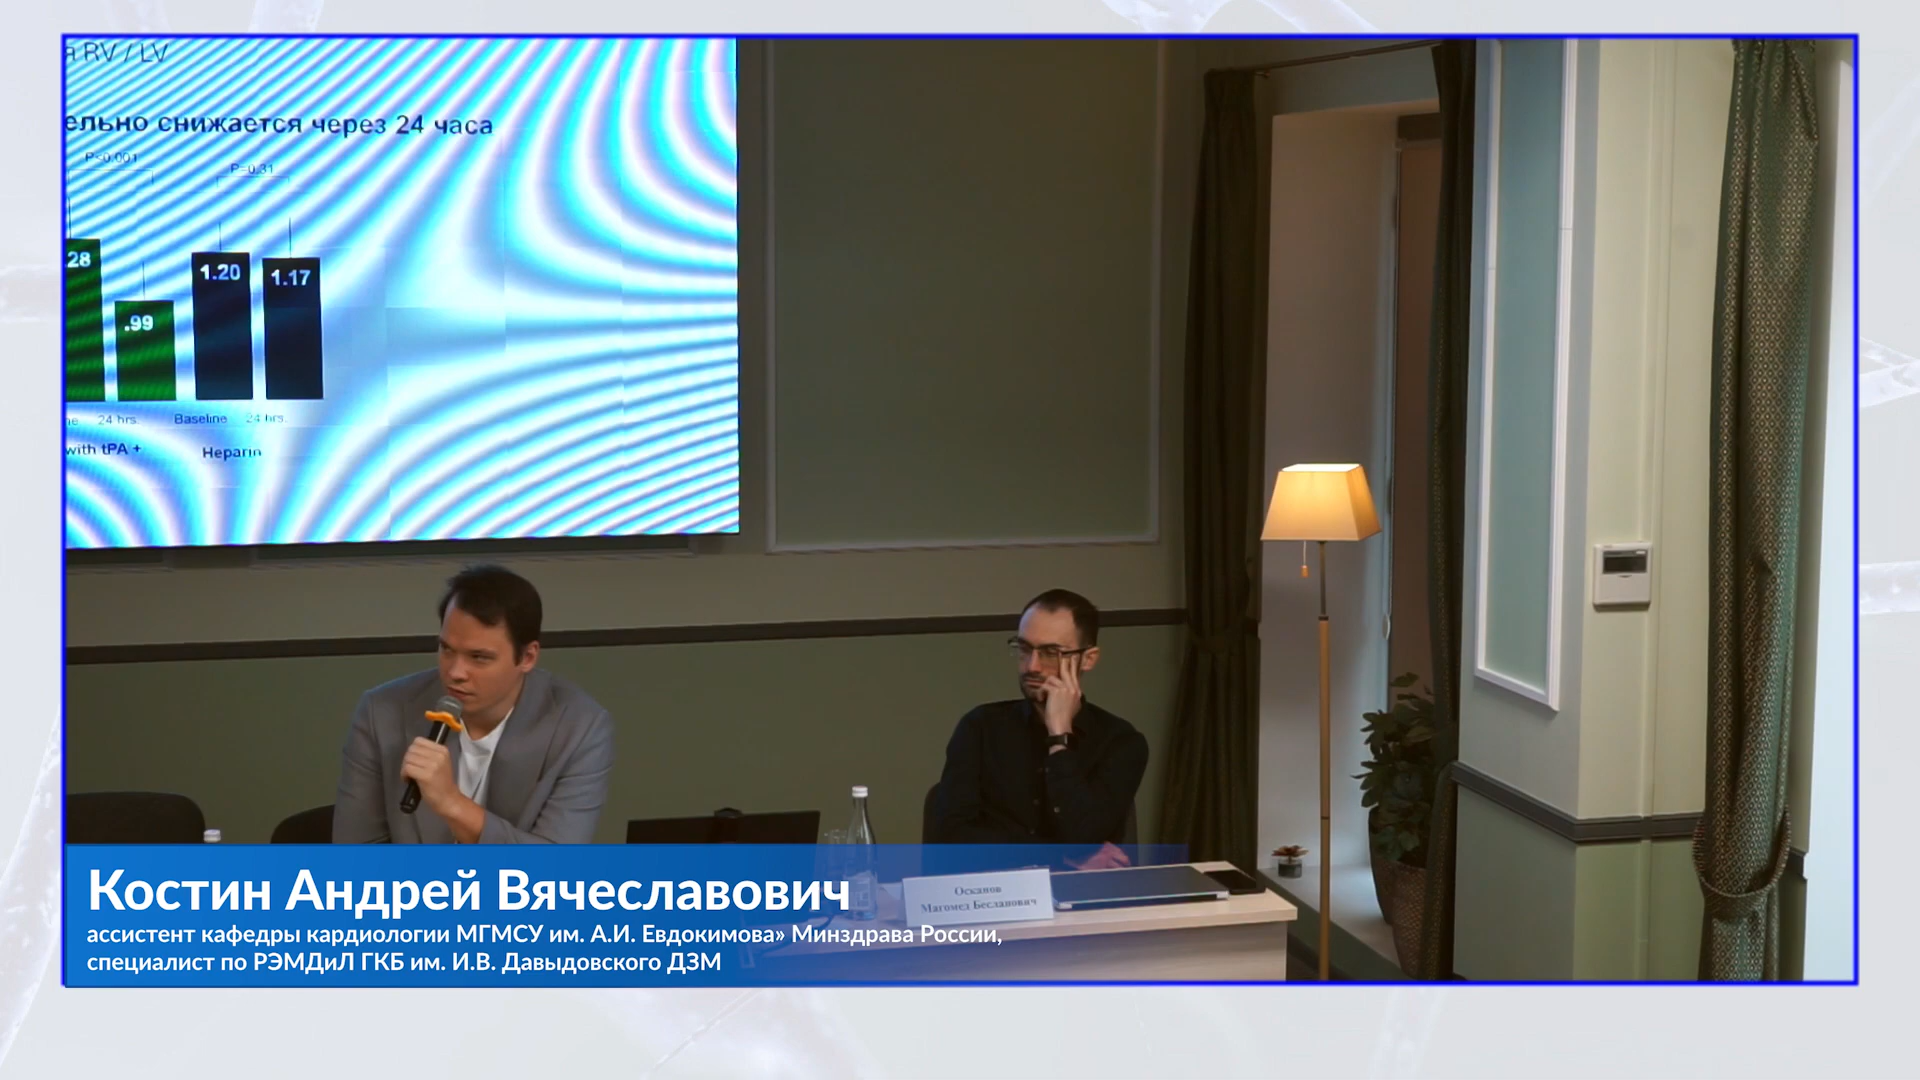 я RV / LV
ельно снижается через 24 часа
P<0.001
P=0.31
.28
.99
1.20
1.17
ne 24 hrs. Baseline 24 hrs.
with tPA + Heparin
Осканов
Магомед Бесланович
Костин Андрей Вячеславович
ассистент кафедры кардиологии МГМСУ им. А.И. Евдокимова» Минздрава России,
специалист по РЭМДиЛ ГКБ им. И.В. Давыдовского ДЗМ